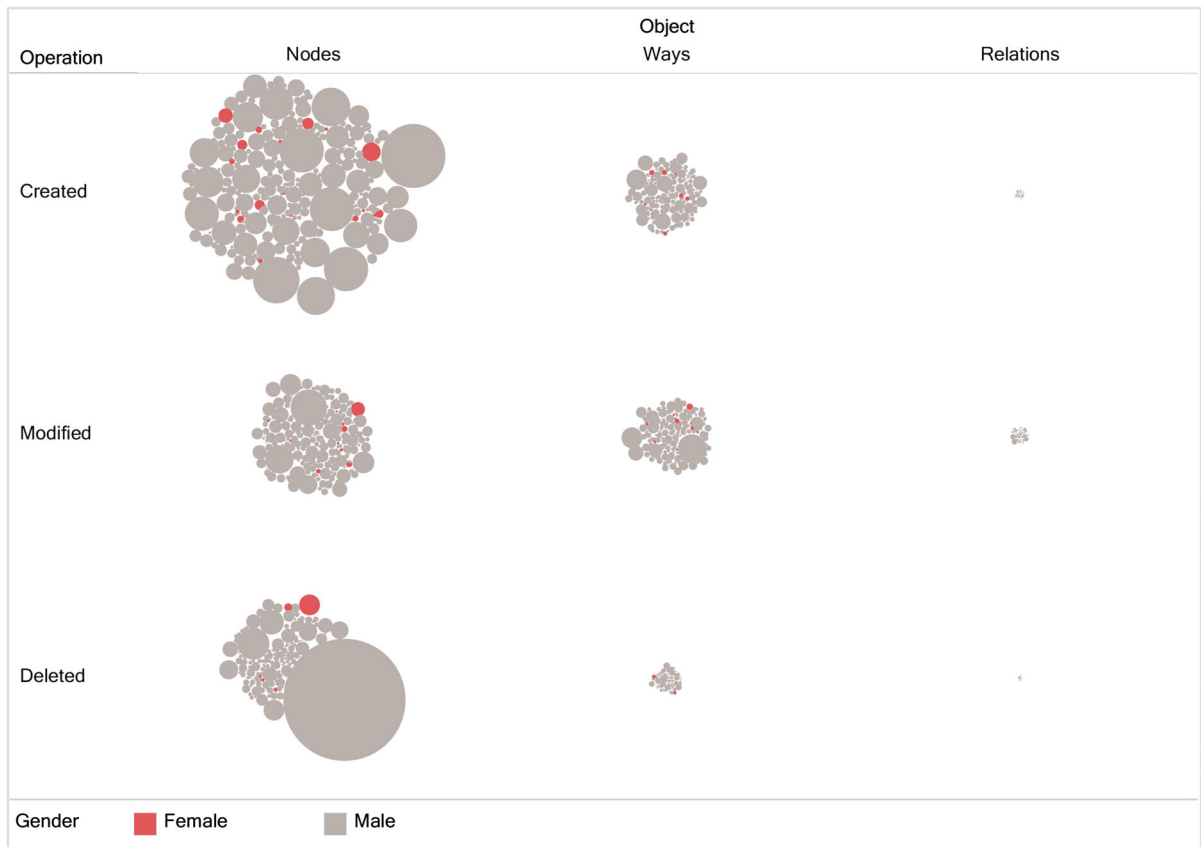 Object
Operation Nodes Ways Relations
Created
Modified
Deleted
Gender Female Male